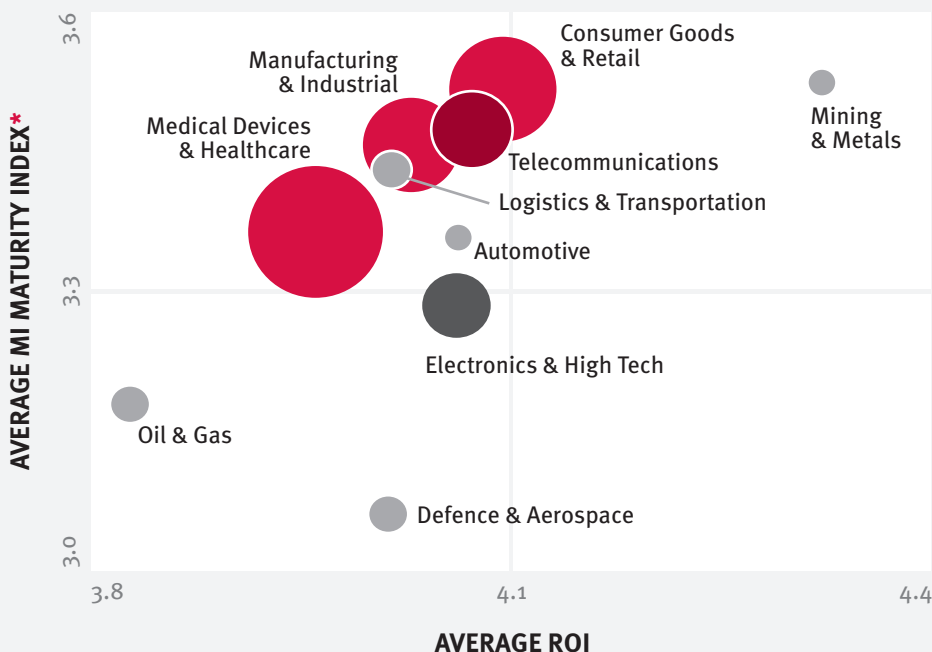 3.6
Consumer Goods
& Retail
Manufacturing
& Industrial
Mining
& Metals
Medical Devices
& Healthcare
Telecommunications
Logistics & Transportation
Automotive
3.3
Electronics & High Tech
Oil & Gas
Defence & Aerospace
3.0
AVERAGE MI MATURITY INDEX*
3.8
4.1
4.4
AVERAGE ROI